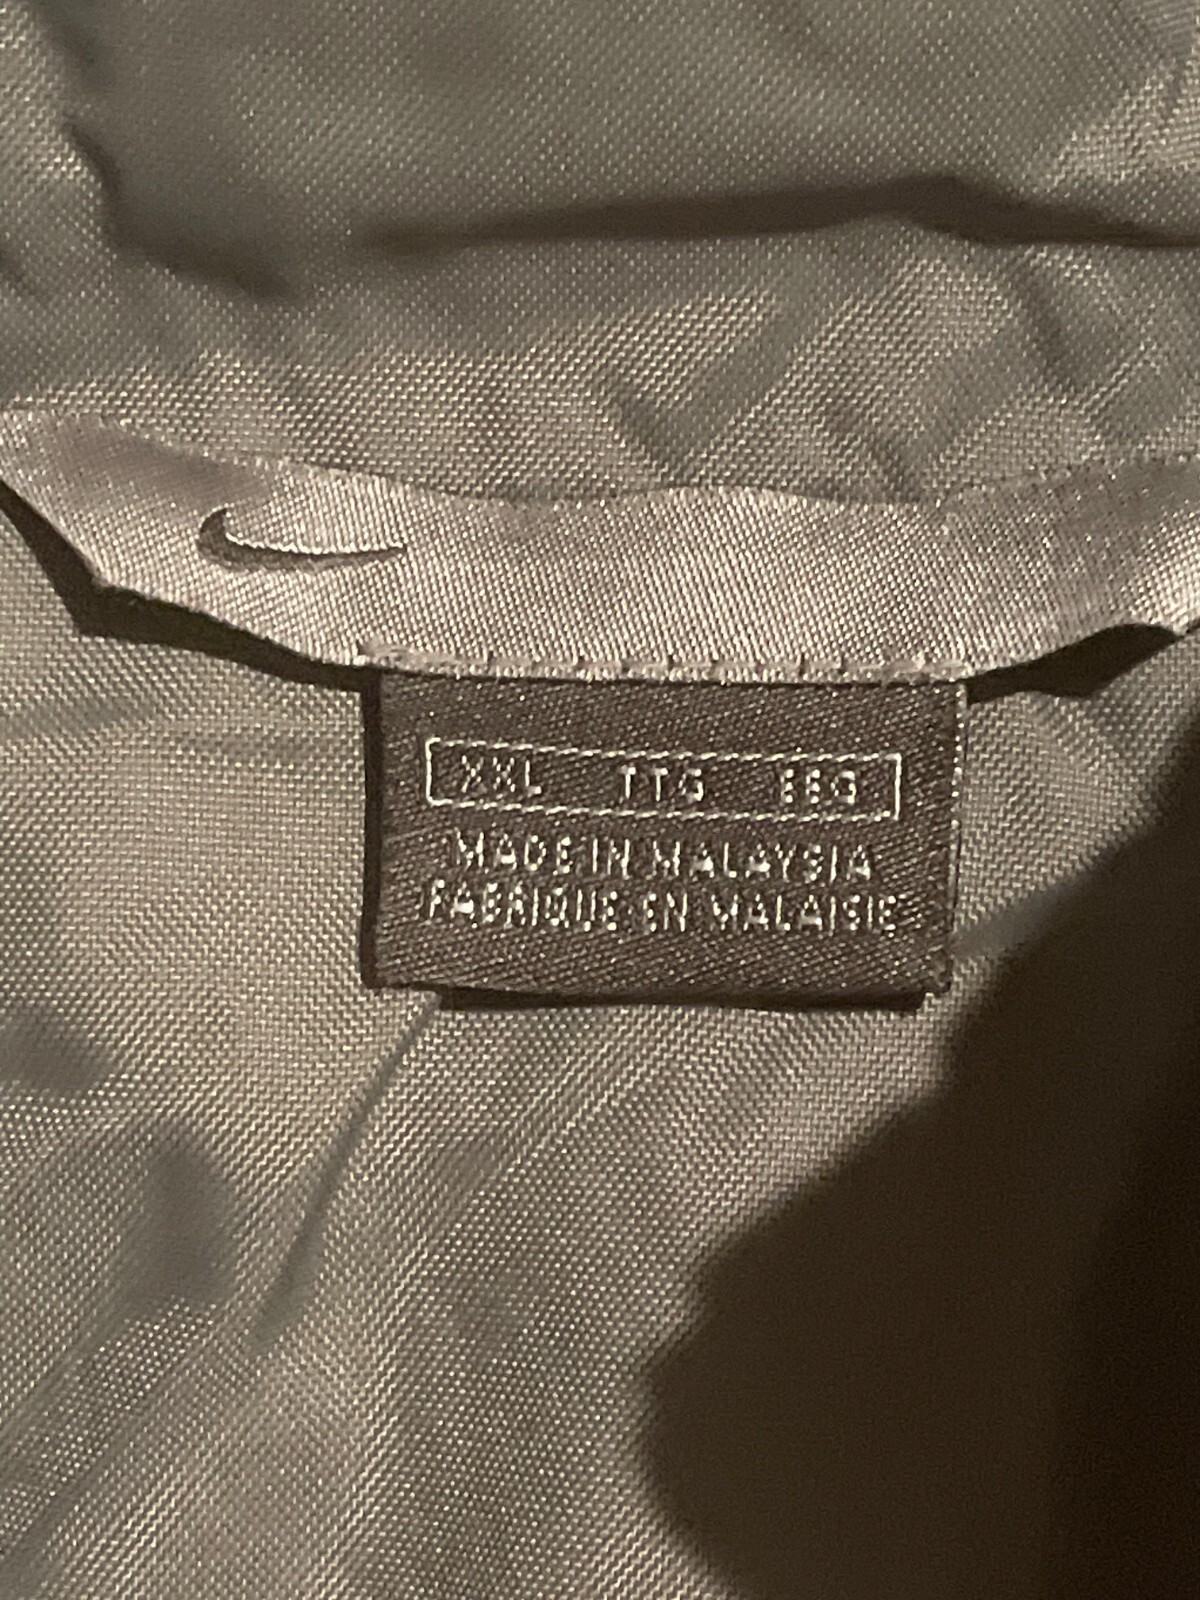 XXL TTG EEG
MADE IN MALAYSIA
FABRIQUE EN MALAISIE